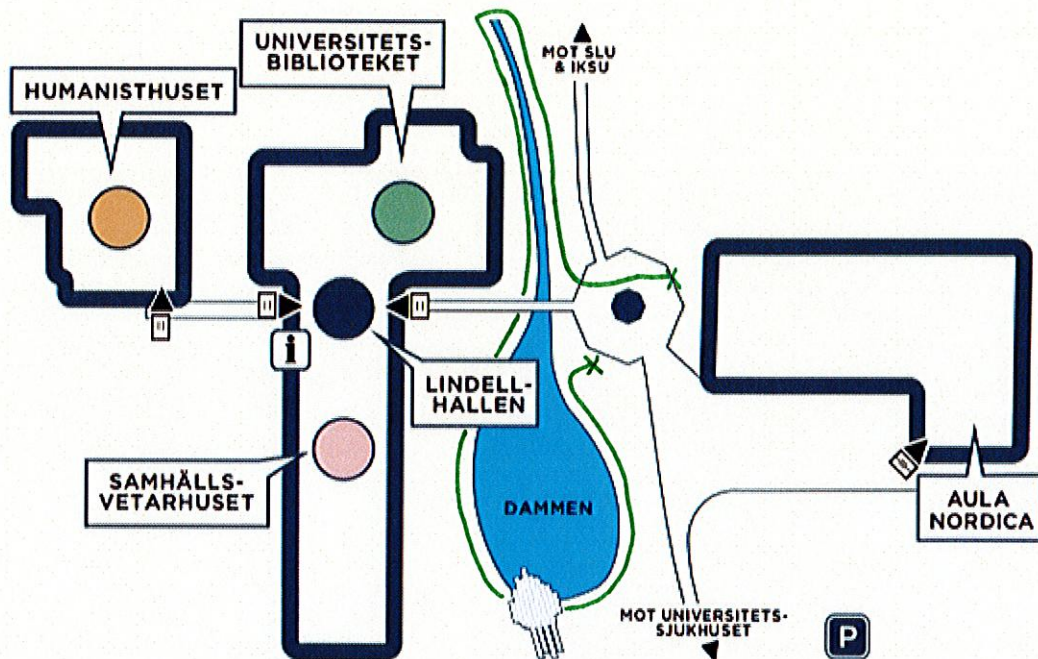 UNIVERSITETS-
BIBLIOTEKET
HUMANISTHUSET
MOT SLU
& IKSU
i
LINDELL-
HALLEN
SAMHÄLLS-
VETARHUSET
DAMMEN
AULA
NORDICA
MOT UNIVERSITETS-
SJUKHUSET
P